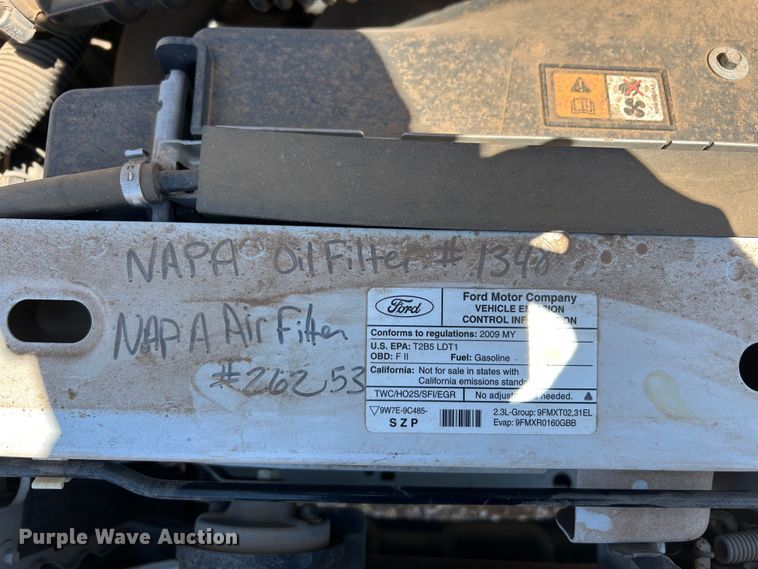 NAPA Oil Filter # 1348
NAPA Air Filter
#26253
Ford
Ford Motor Company
VEHICLE EMISSION
CONTROL INFORMATION
Conforms to regulations: 2009 MY
U.S. EPA: T2B5 LDT1
OBD: F II Fuel: Gasoline
California: Not for sale in states with
California emissions standards.
TWC/HO2S/SFI/EGR No adjustments needed.
9W7E-9C485-
SZP
2.3L-Group: 9FMXT02.31EL
Evap: 9FMXR0160GBB
Purple Wave Auction